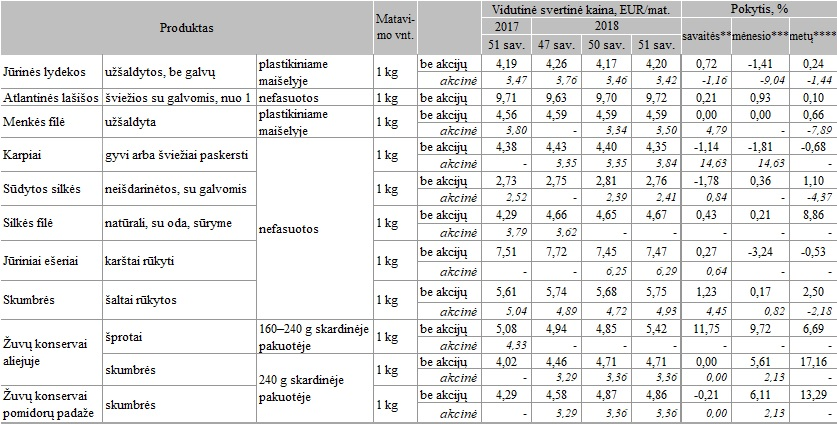 Produktas Matavi-mo vnt. Vidutinė svertinė kaina, EUR/mat. Pokytis, %
2017 2018 savaitės** mėnesio*** metų****
51 sav. 47 sav. 50 sav. 51 sav.
Jūrinės lydekos užšaldytos, be galvų plastikiniame maišelyje 1 kg be akcijų 4,19 4,26 4,17 4,20 0,72 -1,41 0,24
akcinė 3,47 3,76 3,46 3,42 -1,16 -9,04 -1,44
Atlantinės lašišos šviežios su galvomis, nuo 1 nefasuotos 1 kg be akcijų 9,71 9,63 9,70 9,72 0,21 0,93 0,10
Menkės filė užšaldyta plastikiniame maišelyje 1 kg be akcijų 4,56 4,59 4,59 4,59 0,00 0,00 0,66
akcinė 3,80 - 3,34 3,50 4,79 - -7,89
Karpiai gyvi arba šviežiai paskersti nefasuotos 1 kg be akcijų 4,38 4,43 4,40 4,35 -1,14 -1,81 -0,68
akcinė - 3,35 3,35 3,84 14,63 14,63 -
Sūdytos silkės neišdarinėtos, su galvomis 1 kg be akcijų 2,73 2,75 2,81 2,76 -1,78 0,36 1,10
akcinė 2,52 - 2,39 2,41 0,84 - -4,37
Silkės filė natūrali, su oda, sūryme 1 kg be akcijų 4,29 4,66 4,65 4,67 0,43 0,21 8,86
akcinė 3,79 3,62 - - - - -
Jūriniai ešeriai karštai rūkyti 1 kg be akcijų 7,51 7,72 7,45 7,47 0,27 -3,24 -0,53
akcinė - - 6,25 6,29 0,64 - -
Skumbrės šaltai rūkytos 1 kg be akcijų 5,61 5,74 5,68 5,75 1,23 0,17 2,50
akcinė 5,04 4,89 4,72 4,93 4,45 0,82 -2,18
Žuvų konservai aliejuje šprotai 160–240 g skardinėje pakuotėje 1 kg be akcijų 5,08 4,94 4,85 5,42 11,75 9,72 6,69
akcinė 4,33 - - - - - -
skumbrės 240 g skardinėje pakuotėje 1 kg be akcijų 4,02 4,46 4,71 4,71 0,00 5,61 17,16
akcinė - 3,29 3,36 3,36 0,00 2,13 -
Žuvų konservai pomidorų padaže skumbrės 1 kg be akcijų 4,29 4,58 4,87 4,86 -0,21 6,11 13,29
akcinė - 3,29 3,36 3,36 0,00 2,13 -